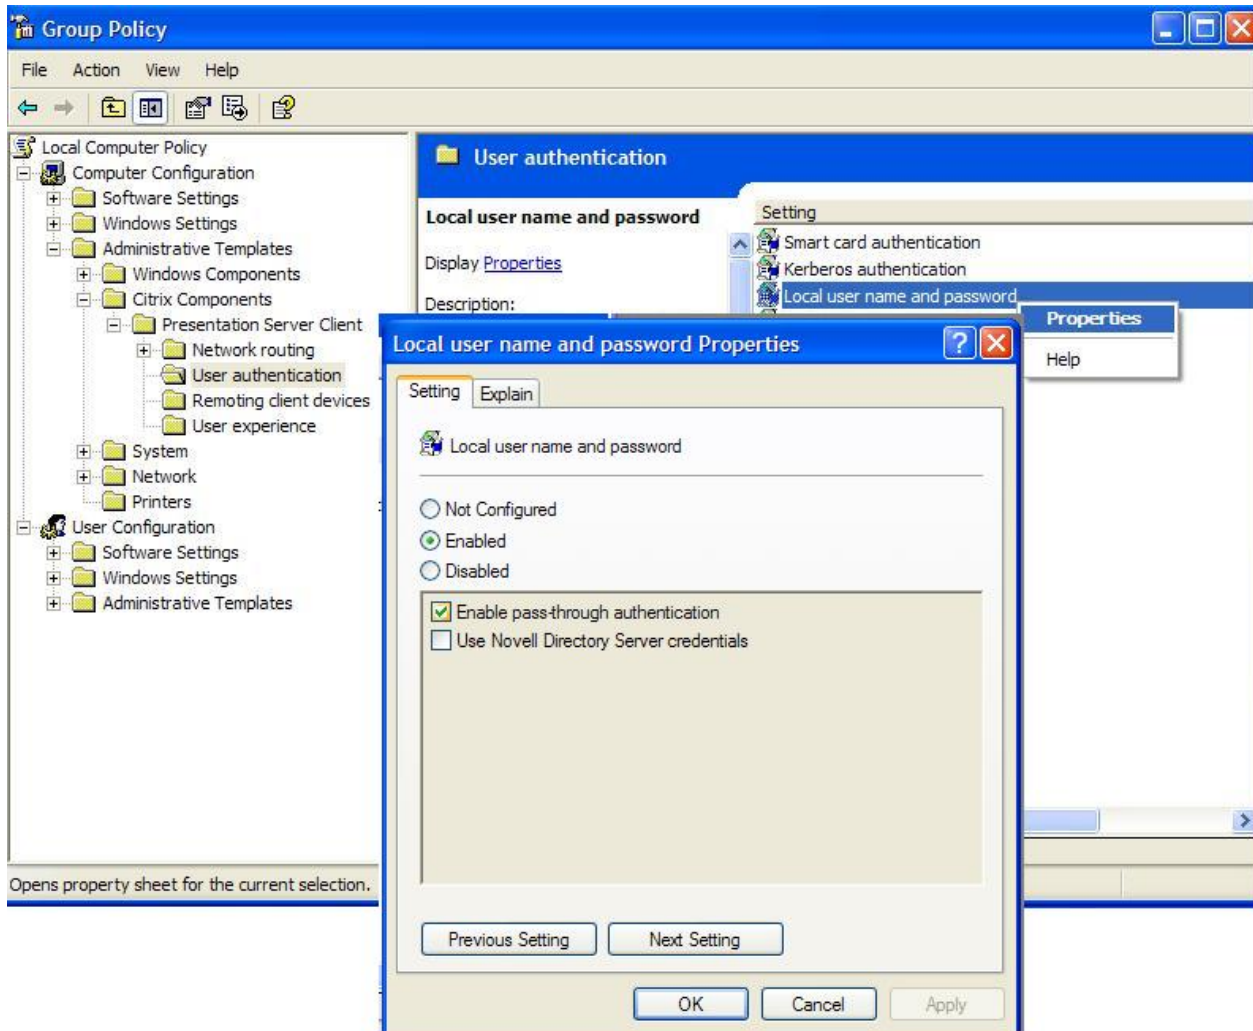 Group Policy
File Action View Help
Local Computer Policy
Computer Configuration
Software Settings
Windows Settings
Administrative Templates
Windows Components
Citrix Components
Presentation Server Client
Network routing
User authentication
Remoting client devices
User experience
System
Network
Printers
User Configuration
Software Settings
Windows Settings
Administrative Templates
User authentication
Local user name and password
Display Properties
Description:
Setting
Smart card authentication
Kerberos authentication
Local user name and password
Properties
Help
Local user name and password Properties
Setting Explain
Local user name and password
Not Configured
Enabled
Disabled
Enable pass-through authentication
Use Novell Directory Server credentials
Previous Setting Next Setting
OK Cancel Apply
Opens property sheet for the current selection.